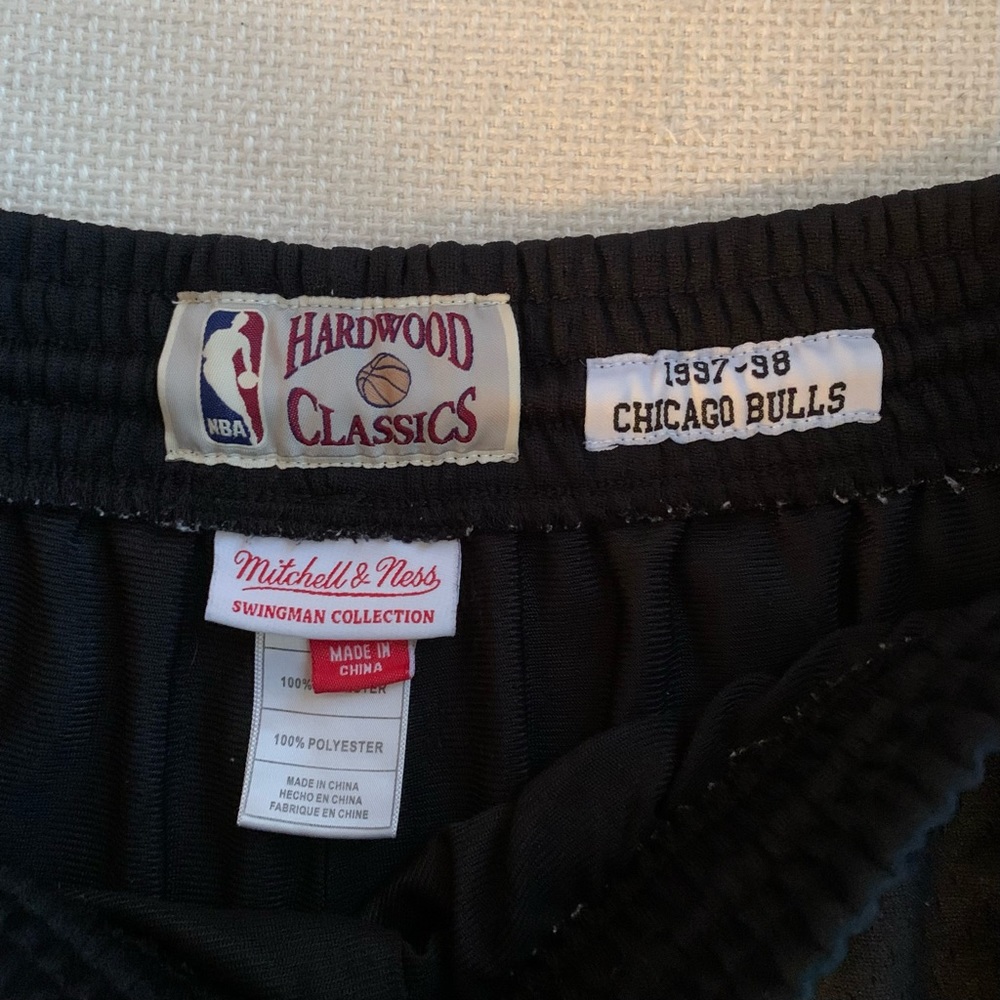 NBA
HARDWOOD
CLASSICS
1997-98
CHICAGO BULLS
Mitchell & Ness
SWINGMAN COLLECTION
MADE IN
CHINA
100%
100% POLYESTER
MADE IN CHINA
HECHO EN CHINA
FABRIQUE EN CHINE